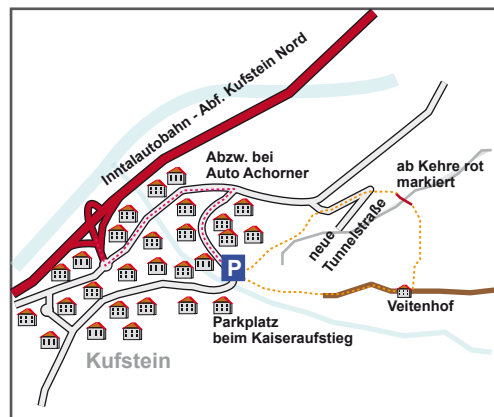 Inntalautobahn - Abf. Kufstein Nord
Abzw. bei
Auto Achorner
ab Kehre rot
markiert
neue
Tunnelstraße
P
Veitenhof
Parkplatz
beim Kaiseraufstieg
Kufstein